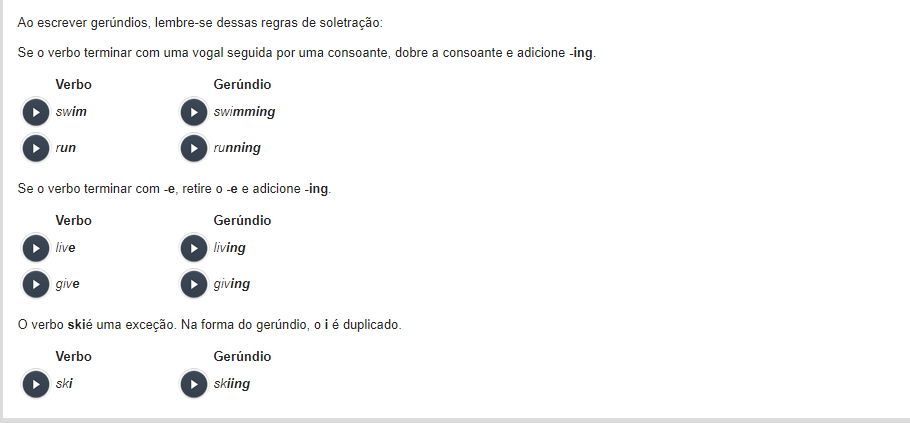 Ao escrever gerúndios, lembre-se dessas regras de soletração:
Se o verbo terminar com uma vogal seguida por uma consoante, dobre a consoante e adicione -ing.
Verbo Gerúndio
swim swimming
run running
Se o verbo terminar com -e, retire o -e e adicione -ing.
Verbo Gerúndio
live living
give giving
O verbo skié uma exceção. Na forma do gerúndio, o i é duplicado.
Verbo Gerúndio
ski skiing